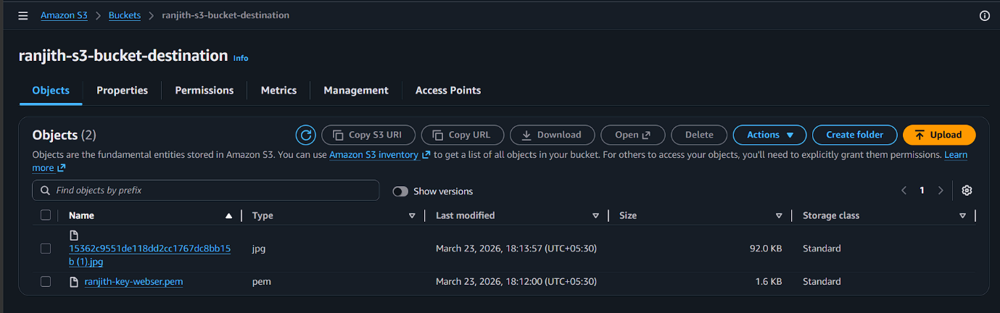 Amazon S3 > Buckets > ranjith-s3-bucket-destination
ranjith-s3-bucket-destination Info
Objects Properties Permissions Metrics Management Access Points
Objects (2) Copy S3 URI Copy URL Download Open Delete Actions Create folder Upload
Objects are the fundamental entities stored in Amazon S3. You can use Amazon S3 inventory to get a list of all objects in your bucket. For others to access your objects, you'll need to explicitly grant them permissions. Learn
more
Find objects by prefix Show versions 1
Name Type Last modified Size Storage class
15362c9551de118dd2cc1767dc8bb15 jpg March 23, 2026, 18:13:57 (UTC+05:30) 92.0 KB Standard
b (1).jpg
ranjith-key-webser.pem pem March 23, 2026, 18:12:00 (UTC+05:30) 1.6 KB Standard